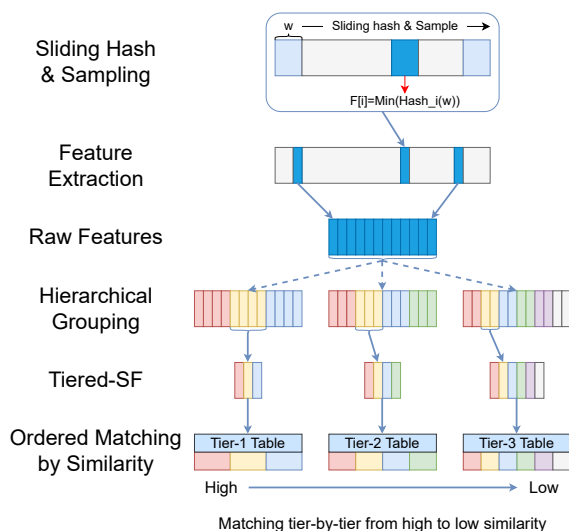 w
Sliding hash & Sample
Sliding Hash
& Sampling
F[i]=Min(Hash_i(w))
Feature
Extraction
Raw Features
Hierarchical
Grouping
Tiered-SF
Ordered Matching
by Similarity
Tier-1 Table
Tier-2 Table
Tier-3 Table
High
Low
Matching tier-by-tier from high to low similarity